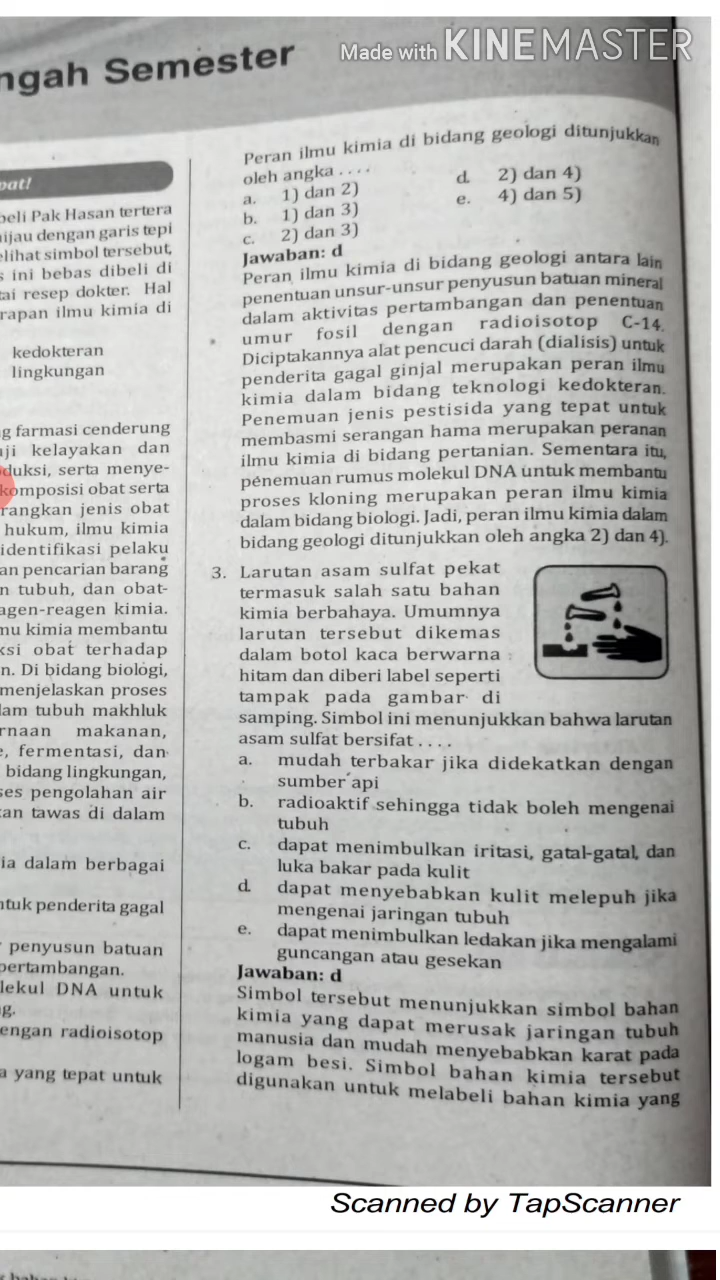 ngah Semester
Made with KINEMASTER
pat!
beli Pak Hasan tertera
hijau dengan garis tepi
elihat simbol tersebut,
s ini bebas dibeli di
tai resep dokter. Hal
rapan ilmu kimia di
kedokteran
lingkungan
g farmasi cenderung
ji kelayakan dan
duksi, serta menye-
komposisi obat serta
rangkan jenis obat
hukum, ilmu kimia
identifikasi pelaku
an pencarian barang
n tubuh, dan obat-
agen-reagen kimia.
mu kimia membantu
ksi obat terhadap
n. Di bidang biologi,
menjelaskan proses
lam tubuh makhluk
rnaan makanan,
e, fermentasi, dan
bidang lingkungan,
ses pengolahan air
kan tawas di dalam
ia dalam berbagai
ntuk penderita gagal
penyusun batuan
pertambangan.
lekul DNA untuk
g.
engan radioisotop
a yang tepat untuk
Peran ilmu kimia di bidang geologi ditunjukkan
oleh angka . . . .
a. 1) dan 2)
b. 1) dan 3)
c. 2) dan 3)
d. 2) dan 4)
e. 4) dan 5)
Jawaban: d
Peran ilmu kimia di bidang geologi antara lain
penentuan unsur-unsur penyusun batuan mineral
dalam aktivitas pertambangan dan penentuan
umur fosil dengan radioisotop C-14.
Diciptakannya alat pencuci darah (dialisis) untuk
penderita gagal ginjal merupakan peran ilmu
kimia dalam bidang teknologi kedokteran.
Penemuan jenis pestisida yang tepat untuk
membasmi serangan hama merupakan peranan
ilmu kimia di bidang pertanian. Sementara itu,
penemuan rumus molekul DNA untuk membantu
proses kloning merupakan peran ilmu kimia
dalam bidang biologi. Jadi, peran ilmu kimia dalam
bidang geologi ditunjukkan oleh angka 2) dan 4).
3. Larutan asam sulfat pekat
termasuk salah satu bahan
kimia berbahaya. Umumnya
larutan tersebut dikemas
dalam botol kaca berwarna
hitam dan diberi label seperti
tampak pada gambar di
samping. Simbol ini menunjukkan bahwa larutan
asam sulfat bersifat . . . .
a. mudah terbakar jika didekatkan dengan
sumber api
b. radioaktif sehingga tidak boleh mengenai
tubuh
c. dapat menimbulkan iritasi, gatal-gatal, dan
luka bakar pada kulit
d. dapat menyebabkan kulit melepuh jika
mengenai jaringan tubuh
e. dapat menimbulkan ledakan jika mengalami
guncangan atau gesekan
Jawaban: d
Simbol tersebut menunjukkan simbol bahan
kimia yang dapat merusak jaringan tubuh
manusia dan mudah menyebabkan karat pada
logam besi. Simbol bahan kimia tersebut
digunakan untuk melabeli bahan kimia yang
Scanned by TapScanner